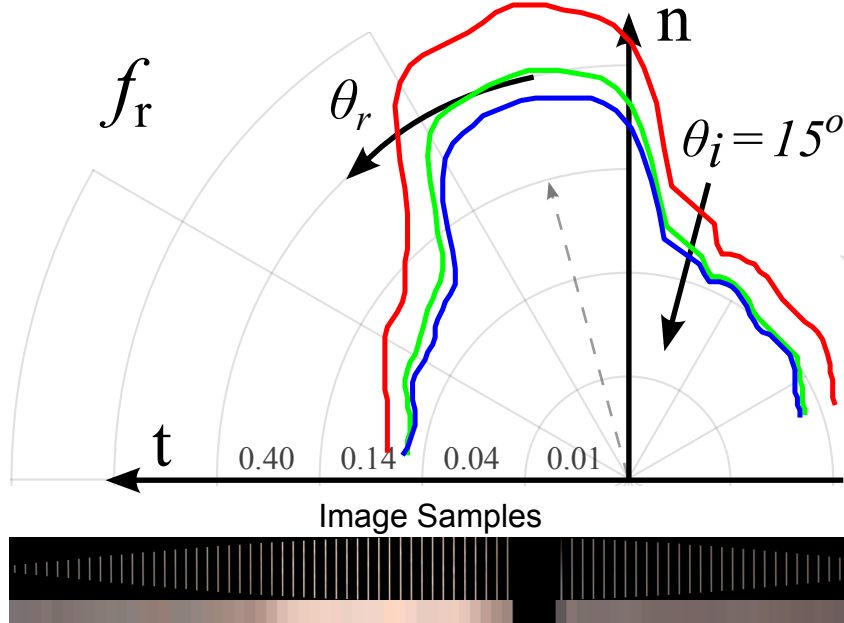 n
f_r
θ_r
θ_i = 15°
t
0.40 0.14 0.04 0.01
Image Samples